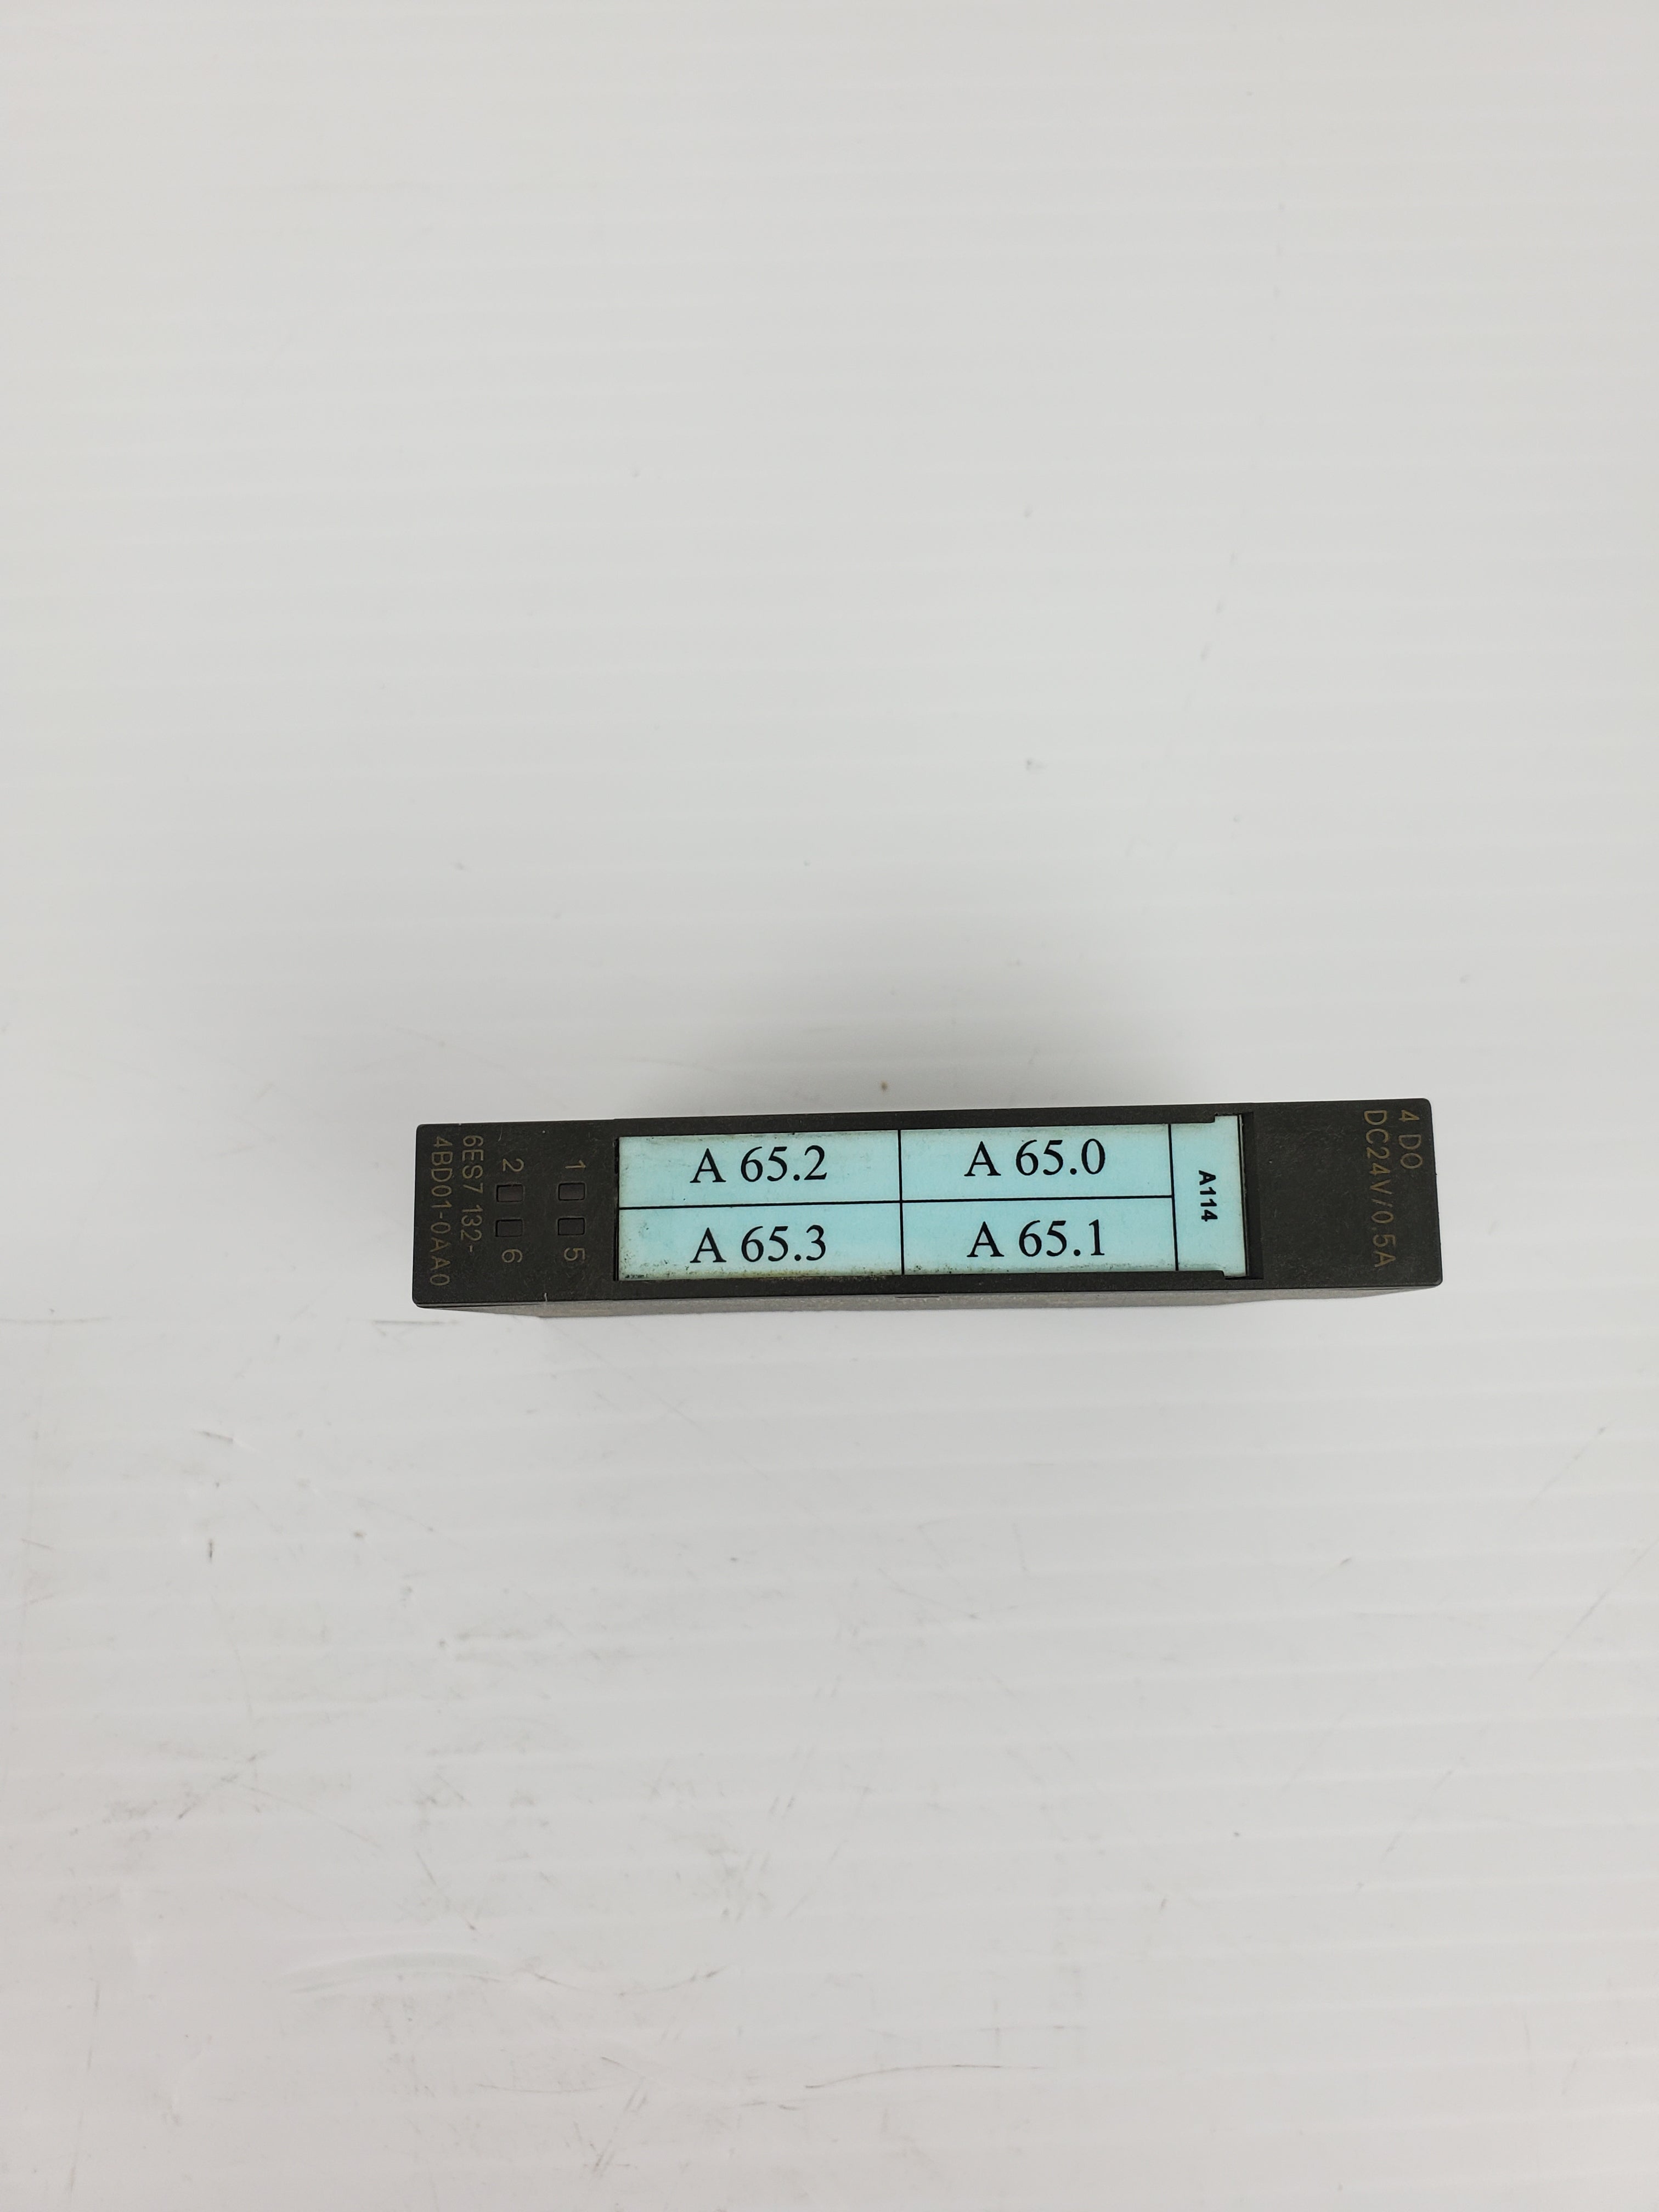 4 DO
DC24V/0.5A
A 65.2
A 65.0
A 65.3
A 65.1
A114
1
5
2
6
6ES7 132-
4BD01-0AA0